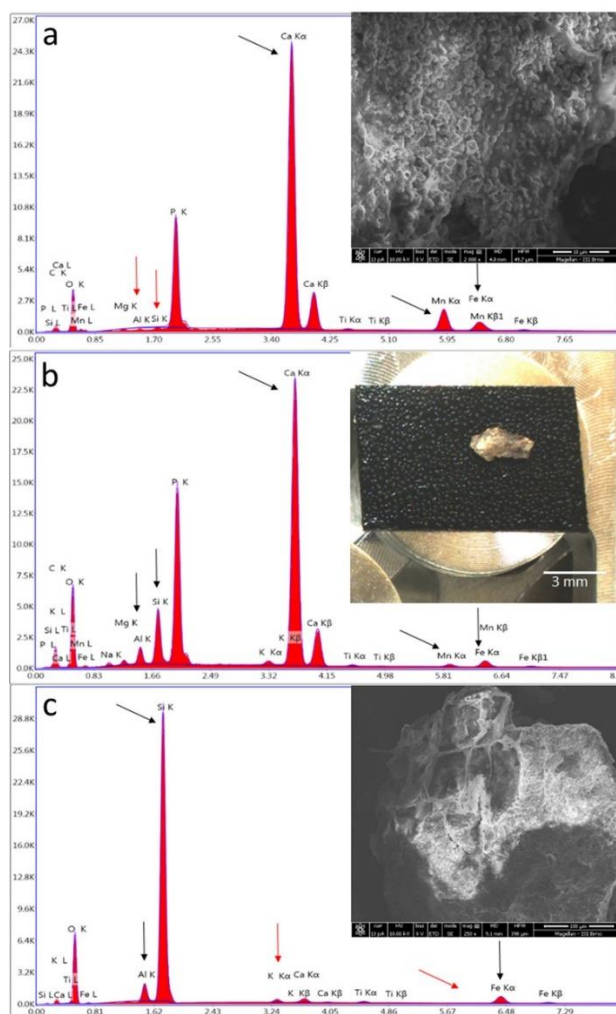 a
27.0K
24.3K
21.6K
18.9K
16.2K
13.5K
10.8K
8.1K
5.4K
2.7K
0.00 0.85 1.70 2.55 3.40 4.25 5.10 5.95 6.80 7.65
Ca Kα
P K
Ca L
C K
O K
P L Ti L Fe L
Si L Mn L
Mg K
Al K Si K
Ca Kβ
Ti Kα Ti Kβ
Mn Kα
Fe Kα
Mn Kβ1
Fe Kβ
Magellan - ISI Brno
b
25.0K
22.5K
20.0K
17.5K
15.0K
12.5K
10.0K
7.5K
5.0K
2.5K
0.00 0.83 1.66 2.49 3.32 4.15 4.98 5.81 6.64 7.47
Ca Kα
P K
C K
O K
K L
Si L Ti L Mn L
P L Ca L Fe L
Na K
Mg K
Al K
Si K
K Kα
K Kβ
Ca Kβ
Ti Kα Ti Kβ
Mn Kα
Mn Kβ
Fe Kα
Fe Kβ1
3 mm
c
28.8K
25.6K
22.4K
19.2K
16.0K
12.8K
9.6K
6.4K
3.2K
0.00 0.81 1.62 2.43 3.24 4.05 4.86 5.67 6.48 7.29
Si K
O K
K L
Ti L
Si L Ca L Fe L
Al K
K Kα Ca Kα
K Kβ Ca Kβ
Ti Kα Ti Kβ
Fe Kα
Fe Kβ
Magellan - ISI Brno